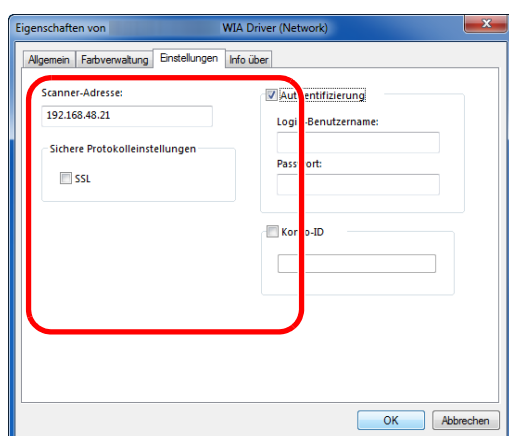 Eigenschaften von WIA Driver (Network)
Allgemein Farbverwaltung Einstellungen Info über
Scanner-Adresse:
192.168.48.21
Sichere Protokolleinstellungen
SSL
Authentifizierung
Login-Benutzername:
Passwort:
Konto-ID
OK Abbrechen